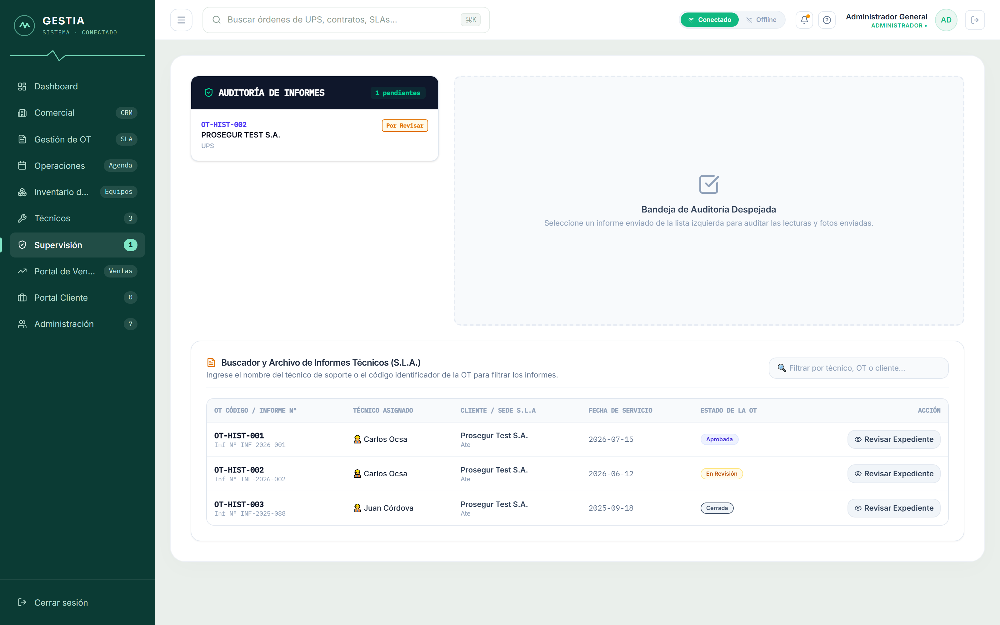 GESTIA
SISTEMA · CONECTADO
Dashboard
Comercial CRM
Gestión de OT SLA
Operaciones Agenda
Inventario d... Equipos
Técnicos 3
Supervisión 1
Portal de Ven... Ventas
Portal Cliente 0
Administración 7
Cerrar sesión
Buscar órdenes de UPS, contratos, SLAs... ⌘K
Conectado Offline
Administrador General
ADMINISTRADOR •
AD
AUDITORÍA DE INFORMES 1 pendientes
OT-HIST-002 Por Revisar
PROSEGUR TEST S.A.
UPS
Bandeja de Auditoría Despejada
Seleccione un informe enviado de la lista izquierda para auditar las lecturas y fotos enviadas.
Buscador y Archivo de Informes Técnicos (S.L.A.)
Ingrese el nombre del técnico de soporte o el código identificador de la OT para filtrar los informes.
🔍 Filtrar por técnico, OT o cliente...
OT CÓDIGO / INFORME N° TÉCNICO ASIGNADO CLIENTE / SEDE S.L.A FECHA DE SERVICIO ESTADO DE LA OT ACCIÓN
OT-HIST-001 Carlos Ocsa Prosegur Test S.A. 2026-07-15 Aprobada Revisar Expediente
Inf N° INF-2026-001 Ate
OT-HIST-002 Carlos Ocsa Prosegur Test S.A. 2026-06-12 En Revisión Revisar Expediente
Inf N° INF-2026-002 Ate
OT-HIST-003 Juan Córdova Prosegur Test S.A. 2025-09-18 Cerrada Revisar Expediente
Inf N° INF-2025-088 Ate